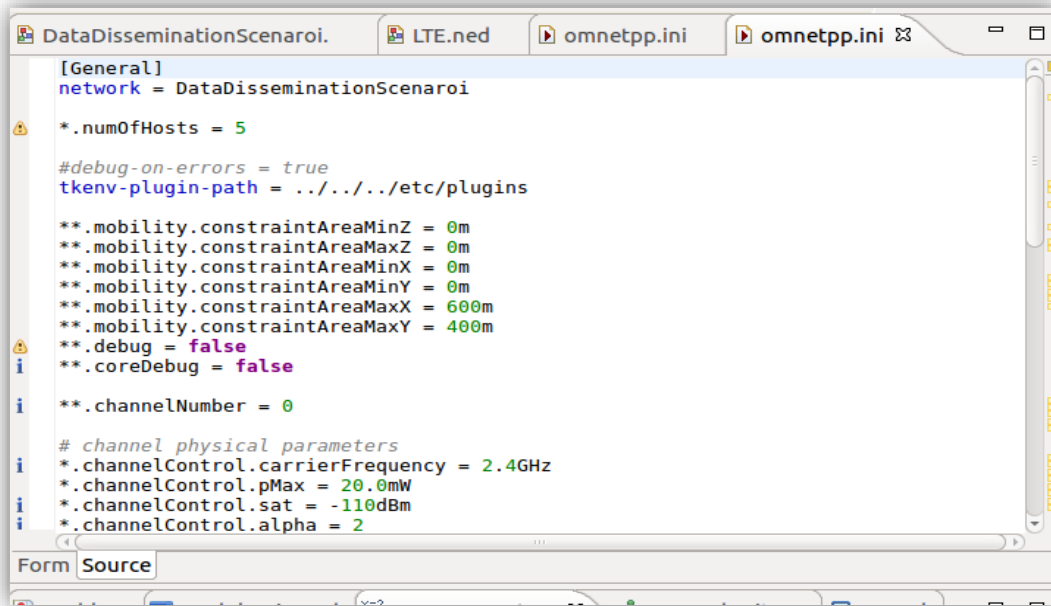 DataDisseminationScenaroi.
LTE.ned
omnetpp.ini
omnetpp.ini
[General]
network = DataDisseminationScenaroi
*.numOfHosts = 5
#debug-on-errors = true
tkenv-plugin-path = ../../../etc/plugins
**.mobility.constraintAreaMinZ = 0m
**.mobility.constraintAreaMaxZ = 0m
**.mobility.constraintAreaMinX = 0m
**.mobility.constraintAreaMinY = 0m
**.mobility.constraintAreaMaxX = 600m
**.mobility.constraintAreaMaxY = 400m
**.debug = false
**.coreDebug = false
**.channelNumber = 0
# channel physical parameters
*.channelControl.carrierFrequency = 2.4GHz
*.channelControl.pMax = 20.0mW
*.channelControl.sat = -110dBm
*.channelControl.alpha = 2
Form
Source